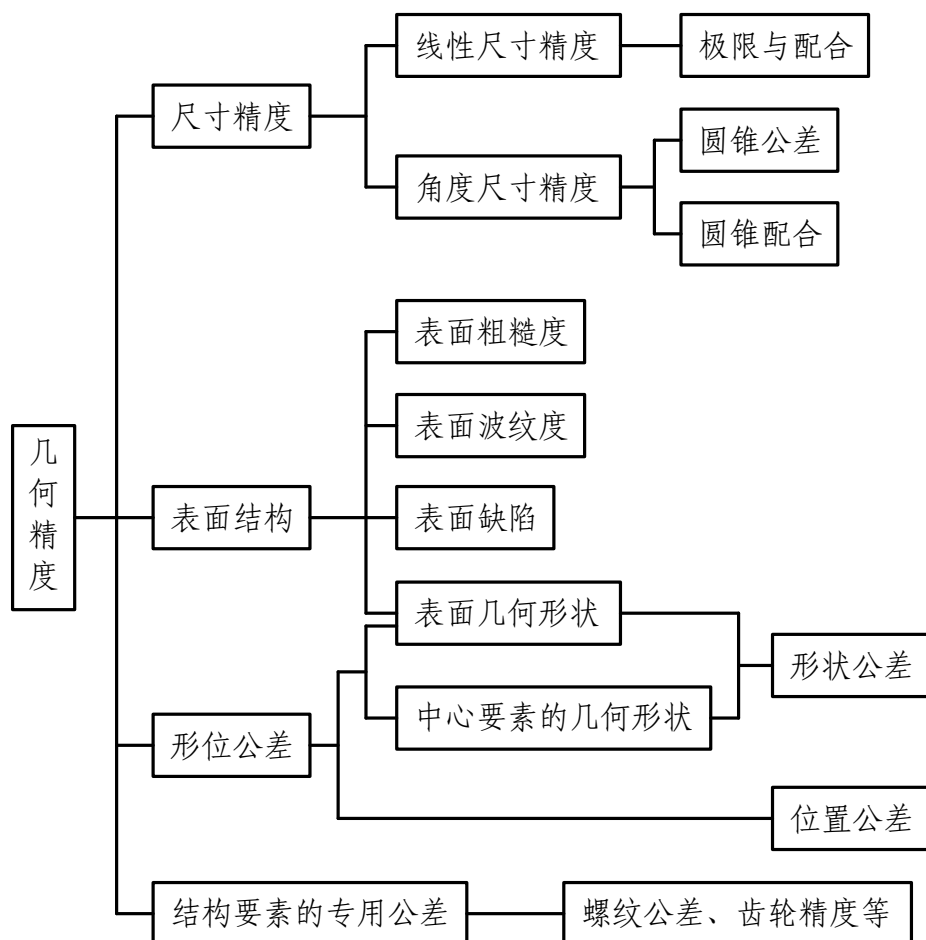 线性尺寸精度
极限与配合
尺寸精度
圆锥公差
角度尺寸精度
圆锥配合
表面粗糙度
表面波纹度
几何精度
表面结构
表面缺陷
表面几何形状
形状公差
中心要素的几何形状
形位公差
位置公差
结构要素的专用公差
螺纹公差、齿轮精度等